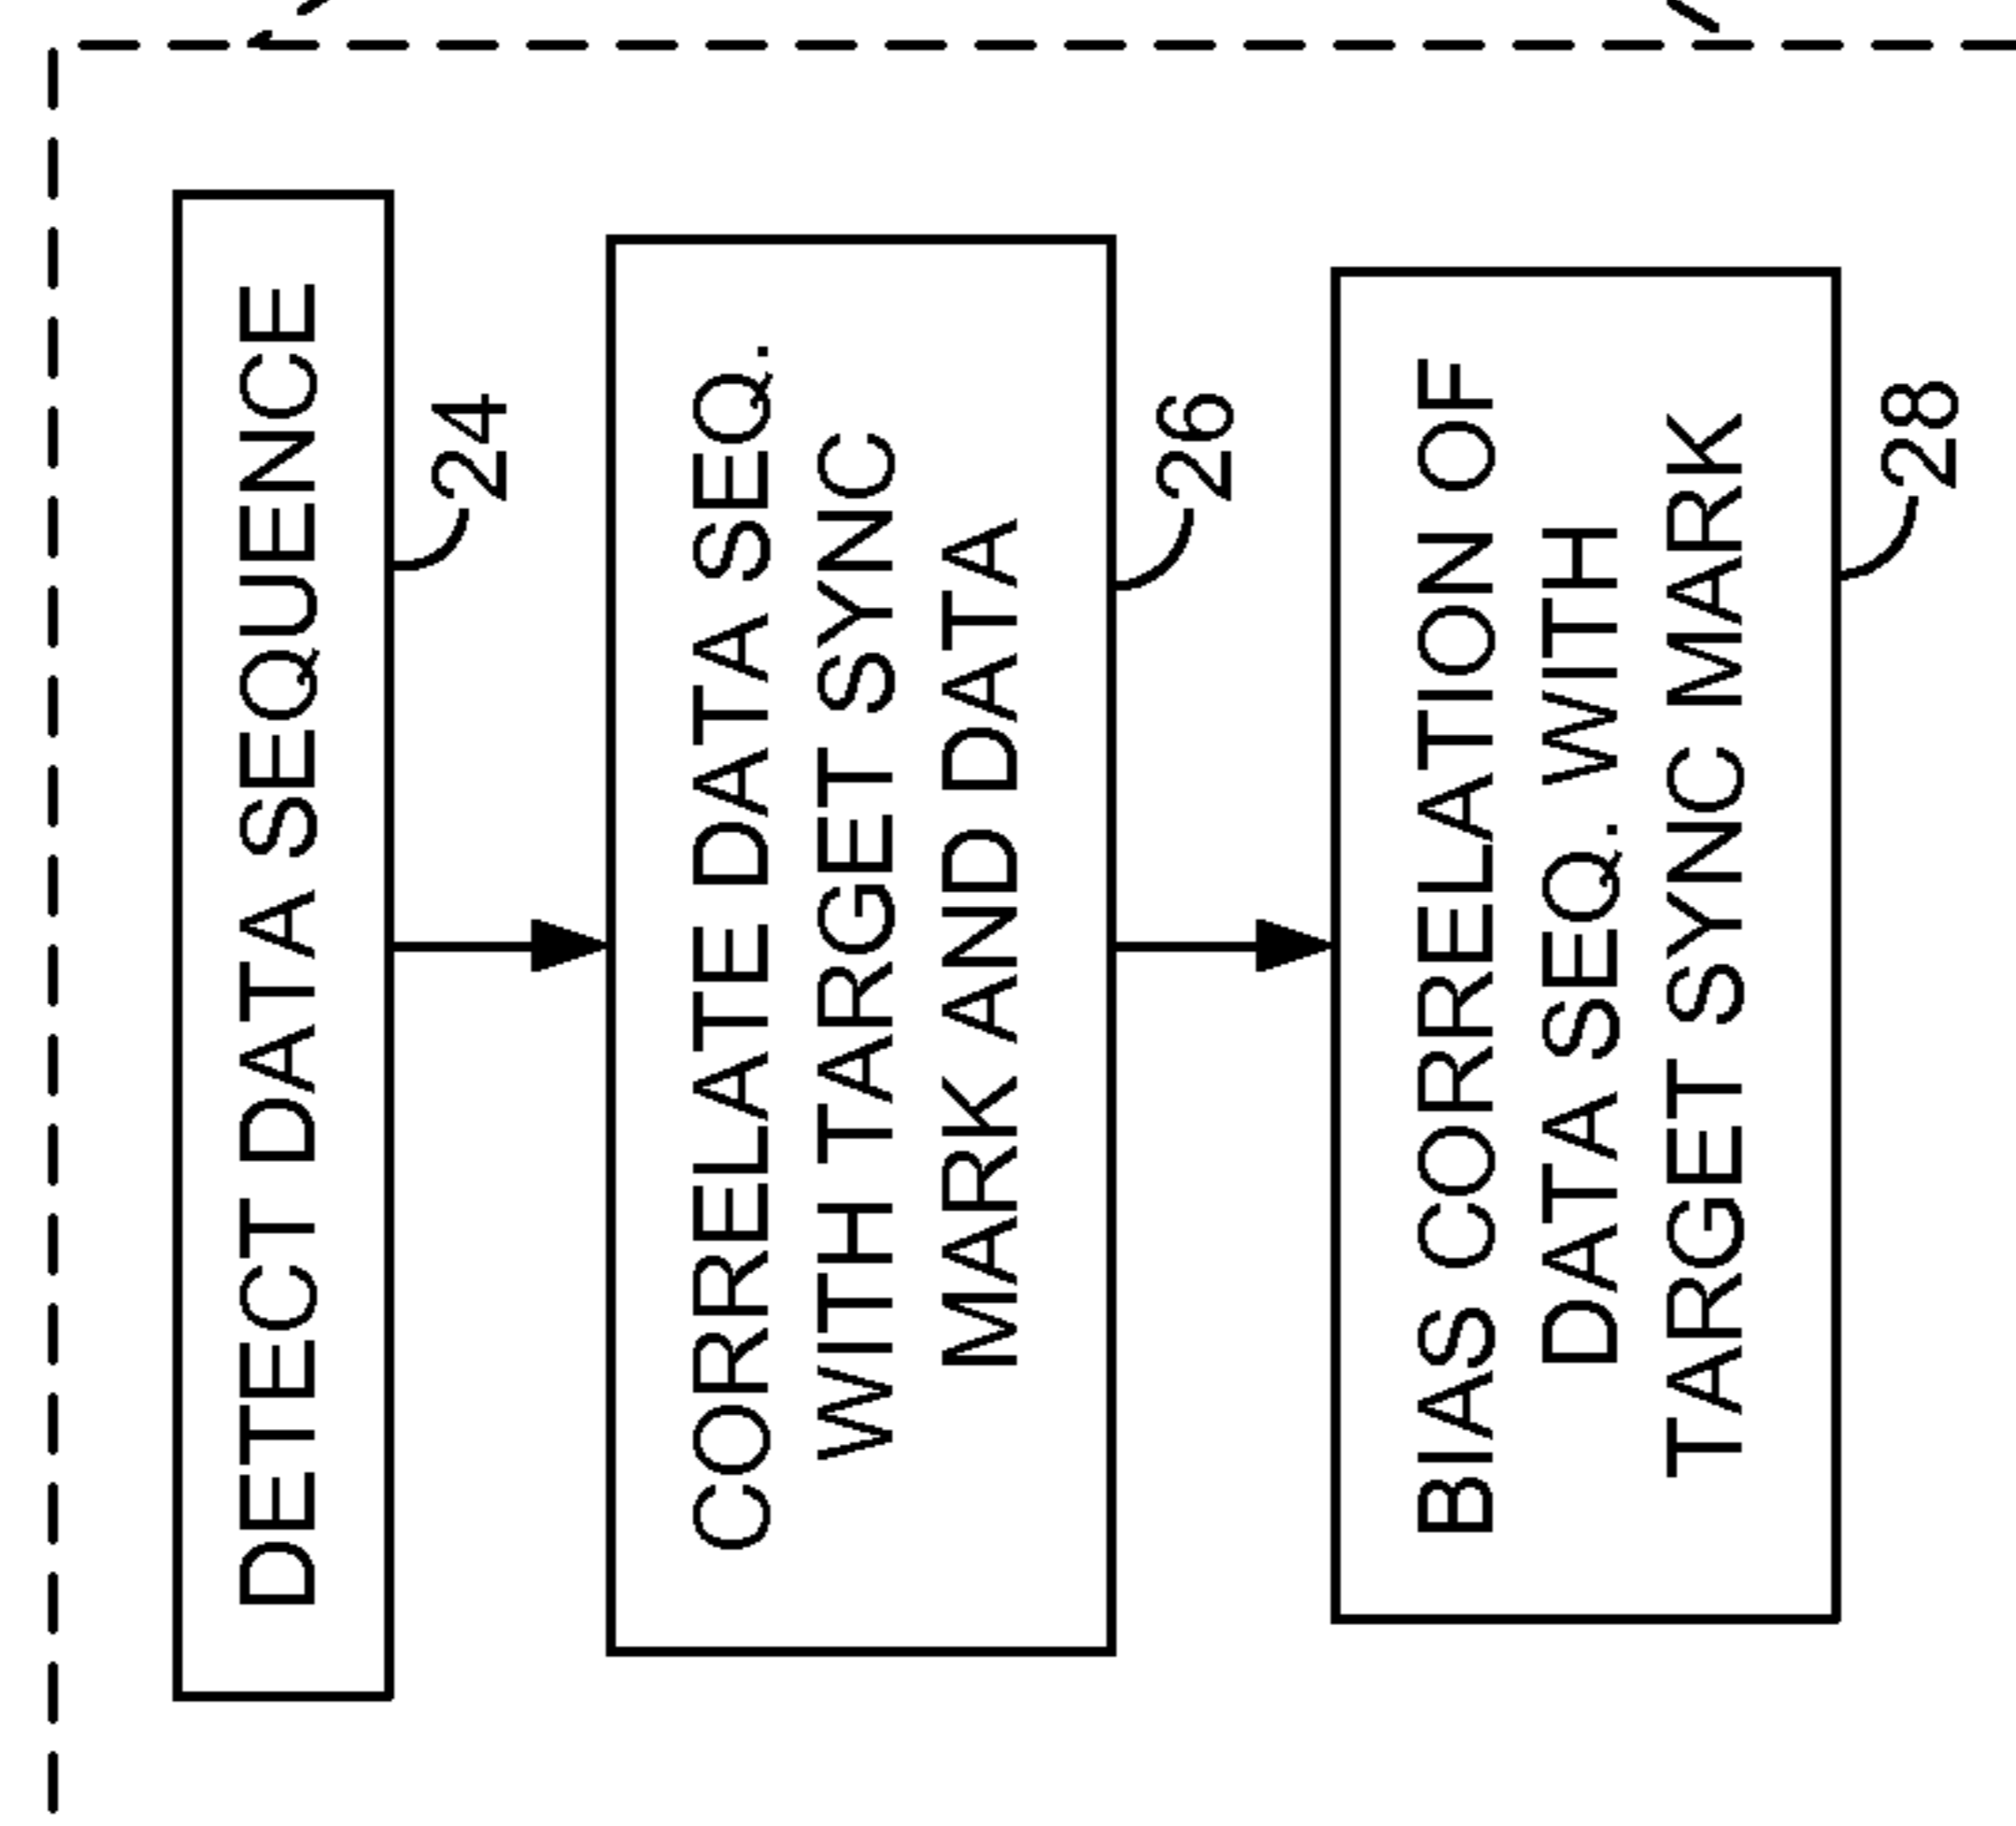 DETECT DATA SEQUENCE
24
CORRELATE DATA SEQ.
WITH TARGET SYNC
MARK AND DATA
26
BIAS CORRELATION OF
DATA SEQ. WITH
TARGET SYNC MARK
28